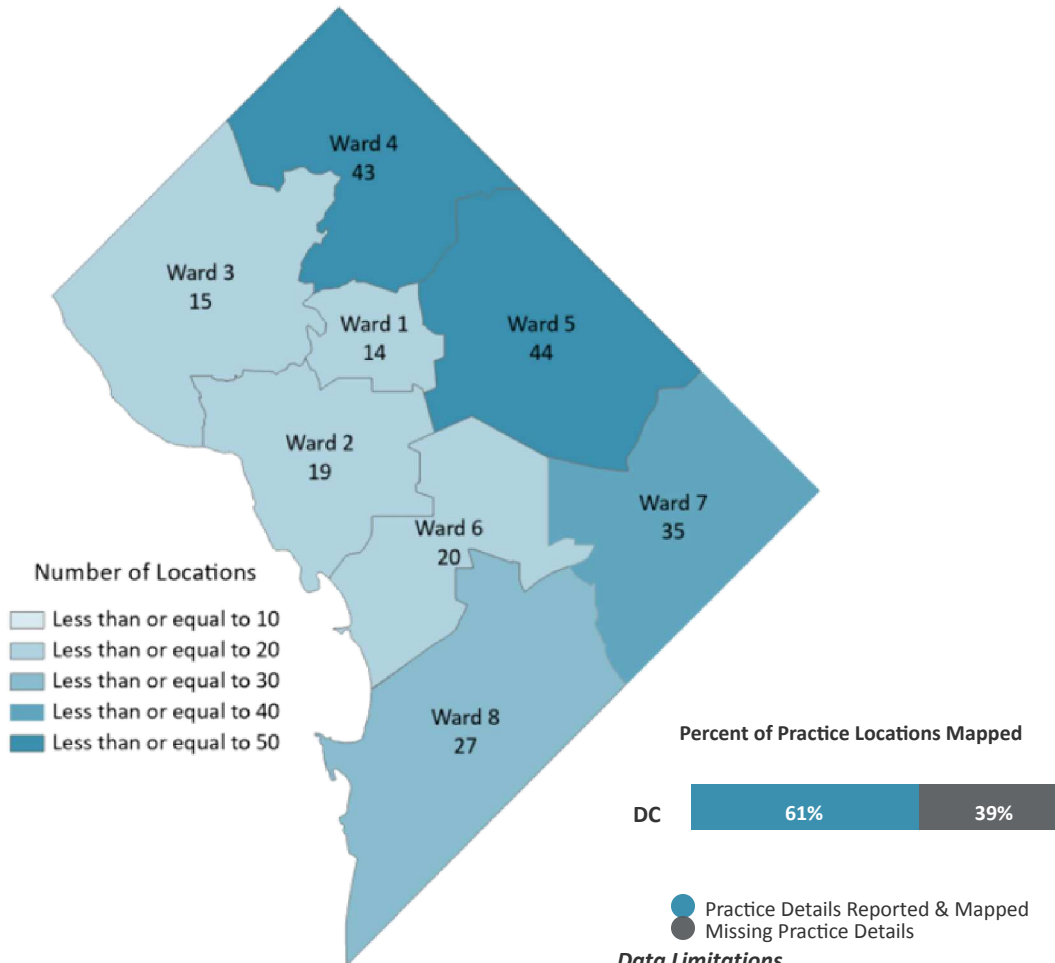 Ward 4
43
Ward 3
15
Ward 1
14
Ward 5
44
Ward 2
19
Ward 6
20
Ward 7
35
Ward 8
27
Number of Locations
Less than or equal to 10
Less than or equal to 20
Less than or equal to 30
Less than or equal to 40
Less than or equal to 50
Percent of Practice Locations Mapped
DC 61% 39%
Practice Details Reported & Mapped
Missing Practice Details
Data Limitations